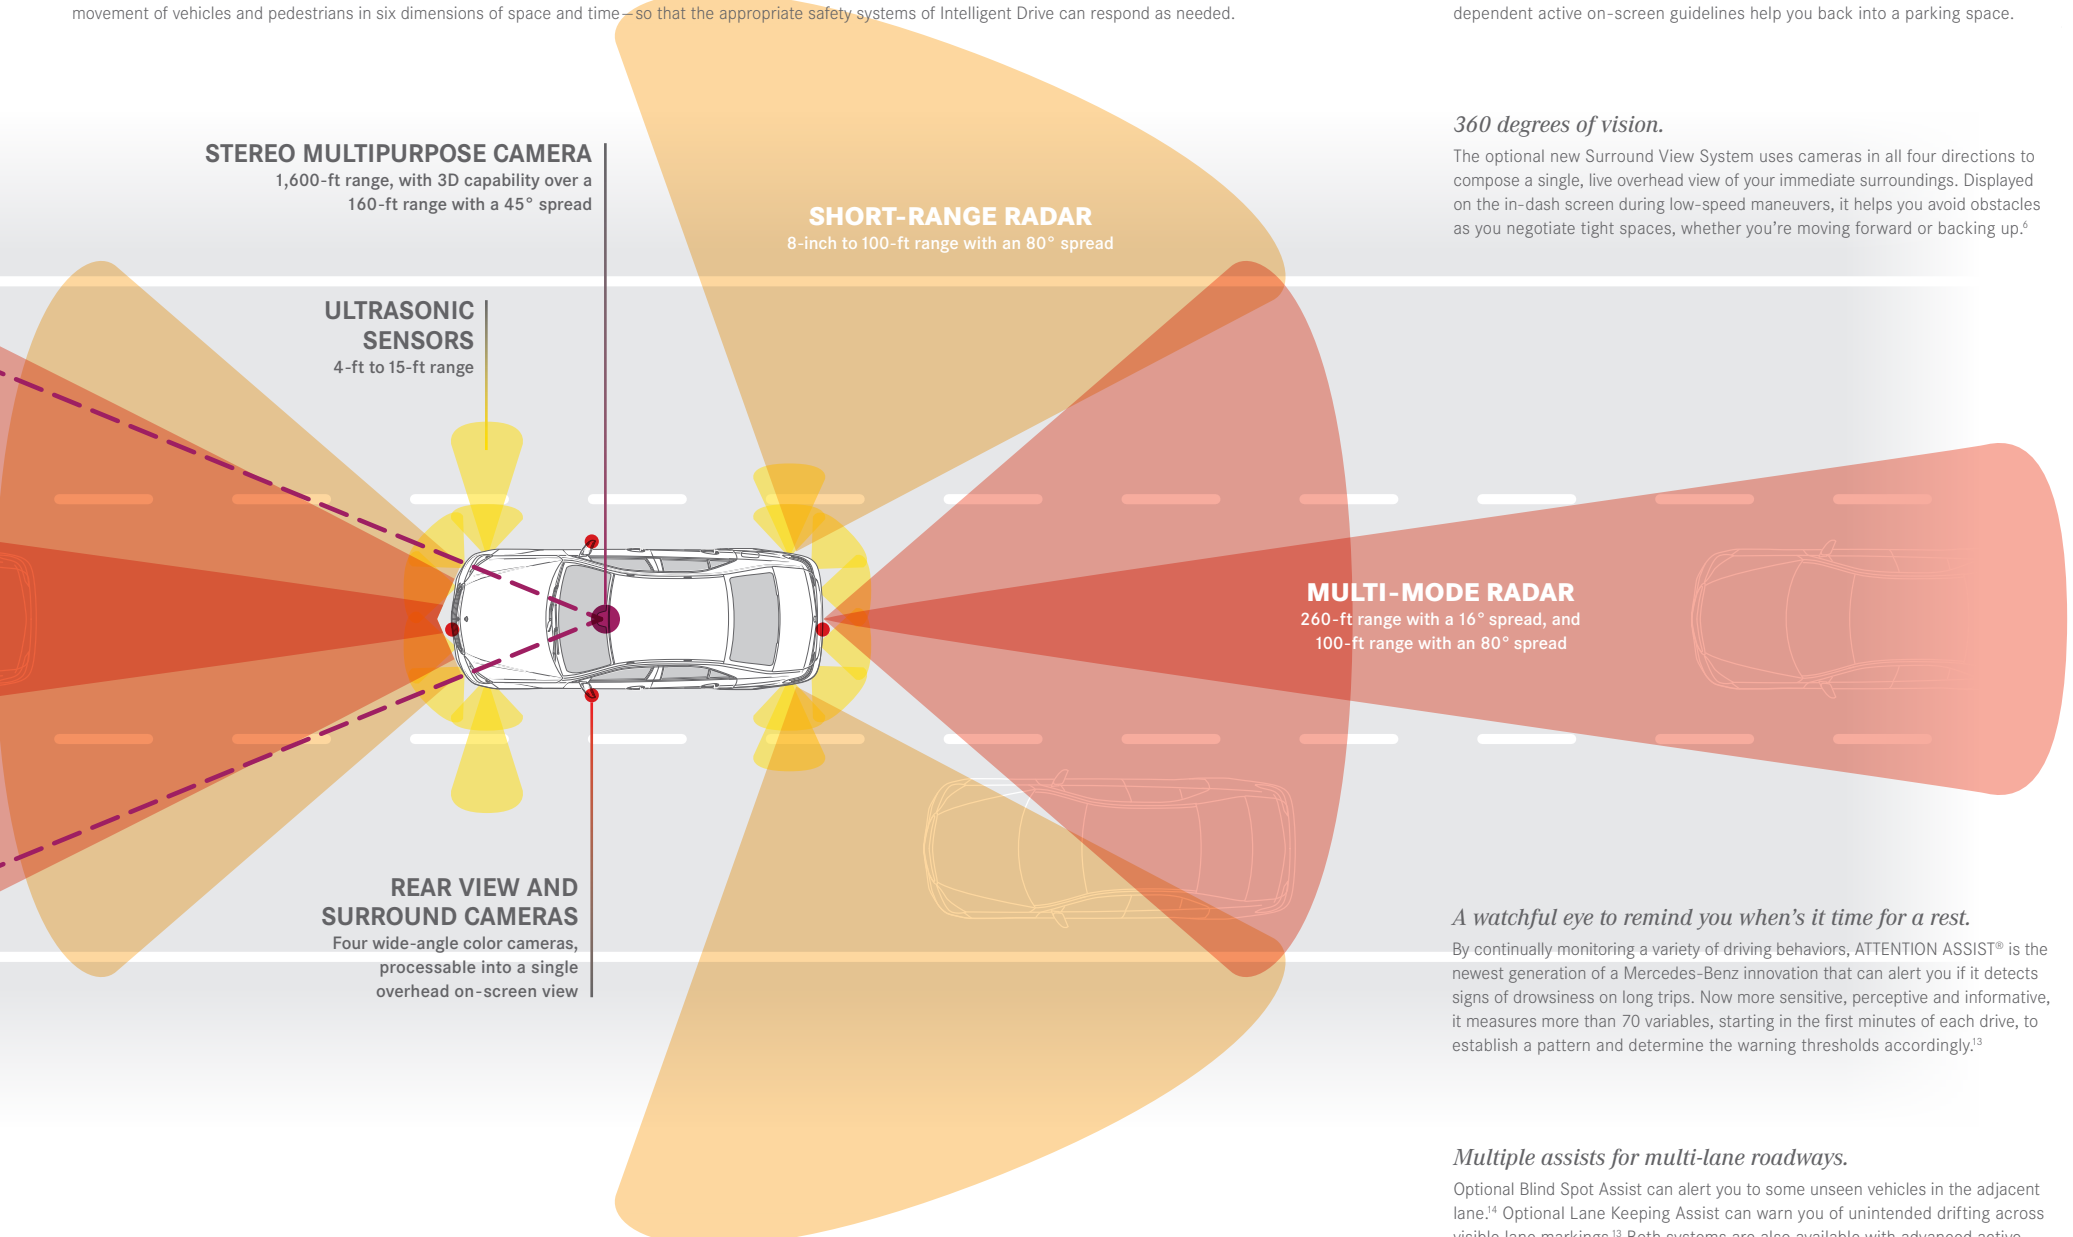 movement of vehicles and pedestrians in six dimensions of space and time—so that the appropriate safety systems of Intelligent Drive can respond as needed.
STEREO MULTIPURPOSE CAMERA
1,600-ft range, with 3D capability over a
160-ft range with a 45° spread
SHORT-RANGE RADAR
8-inch to 100-ft range with an 80° spread
ULTRASONIC
SENSORS
4-ft to 15-ft range
MULTI-MODE RADAR
260-ft range with a 16° spread, and
100-ft range with an 80° spread
REAR VIEW AND
SURROUND CAMERAS
Four wide-angle color cameras,
processable into a single
overhead on-screen view
dependent active on-screen guidelines help you back into a parking space.
360 degrees of vision.
The optional new Surround View System uses cameras in all four directions to
compose a single, live overhead view of your immediate surroundings. Displayed
on the in-dash screen during low-speed maneuvers, it helps you avoid obstacles
as you negotiate tight spaces, whether you're moving forward or backing up.⁶
A watchful eye to remind you when's it time for a rest.
By continually monitoring a variety of driving behaviors, ATTENTION ASSIST® is the
newest generation of a Mercedes-Benz innovation that can alert you if it detects
signs of drowsiness on long trips. Now more sensitive, perceptive and informative,
it measures more than 70 variables, starting in the first minutes of each drive, to
establish a pattern and determine the warning thresholds accordingly.¹³
Multiple assists for multi-lane roadways.
Optional Blind Spot Assist can alert you to some unseen vehicles in the adjacent
lane.¹⁴ Optional Lane Keeping Assist can warn you of unintended drifting across
visible lane markings.¹³ Both systems are also available with advanced active